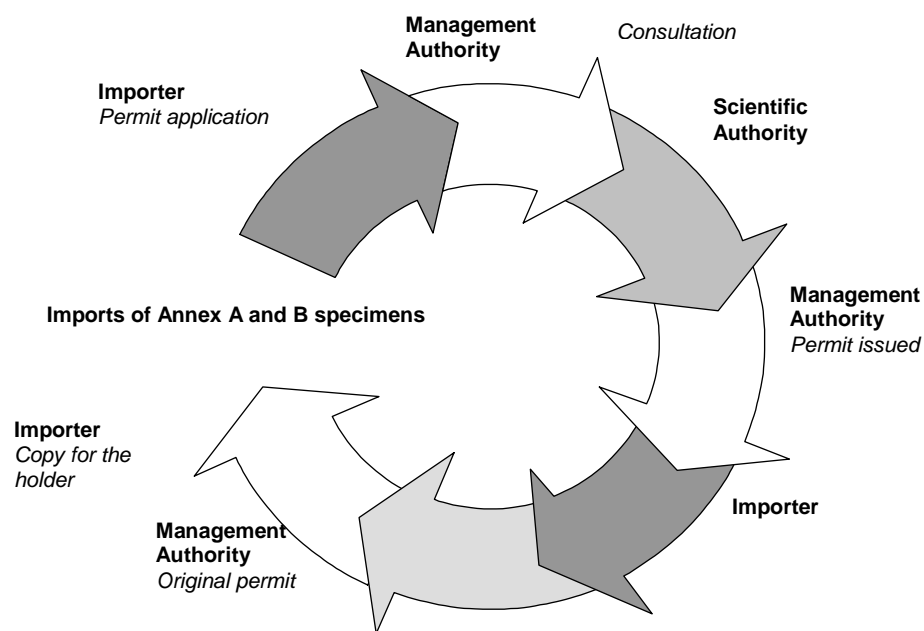 Management
Authority
Consultation
Importer
Permit application
Scientific
Authority
Imports of Annex A and B specimens
Management
Authority
Permit issued
Importer
Copy for the
holder
Importer
Management
Authority
Original permit